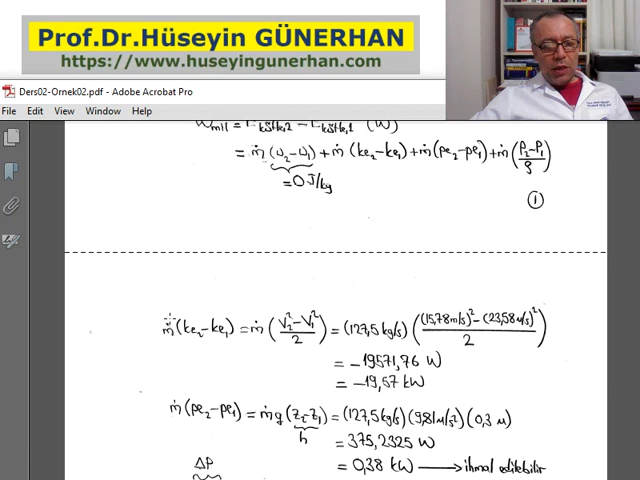 Prof.Dr.Hüseyin GÜNERHAN
https://www.huseyingunerhan.com
Ders02-Ornek02.pdf - Adobe Acrobat Pro
File Edit View Window Help
= ṁ (u₂-u₁) + ṁ (ke₂-ke₁) + ṁ (pe₂-pe₁) + ṁ (P₂-P₁/ρ)
= 0 J/kg
1
ṁ (ke₂-ke₁) = ṁ (V₂²-V₁²/2) = (127,5 kg/s) ((15,78 m/s)² - (23,58 m/s)²/2)
= -19571,76 W
= -19,57 kW
ṁ (pe₂-pe₁) = ṁg (z₂-z₁) = (127,5 kg/s) (9,81 m/s²) (0,3 m)
h
= 375,2325 W
= 0,38 kW → ihmal edilebilir
ΔP